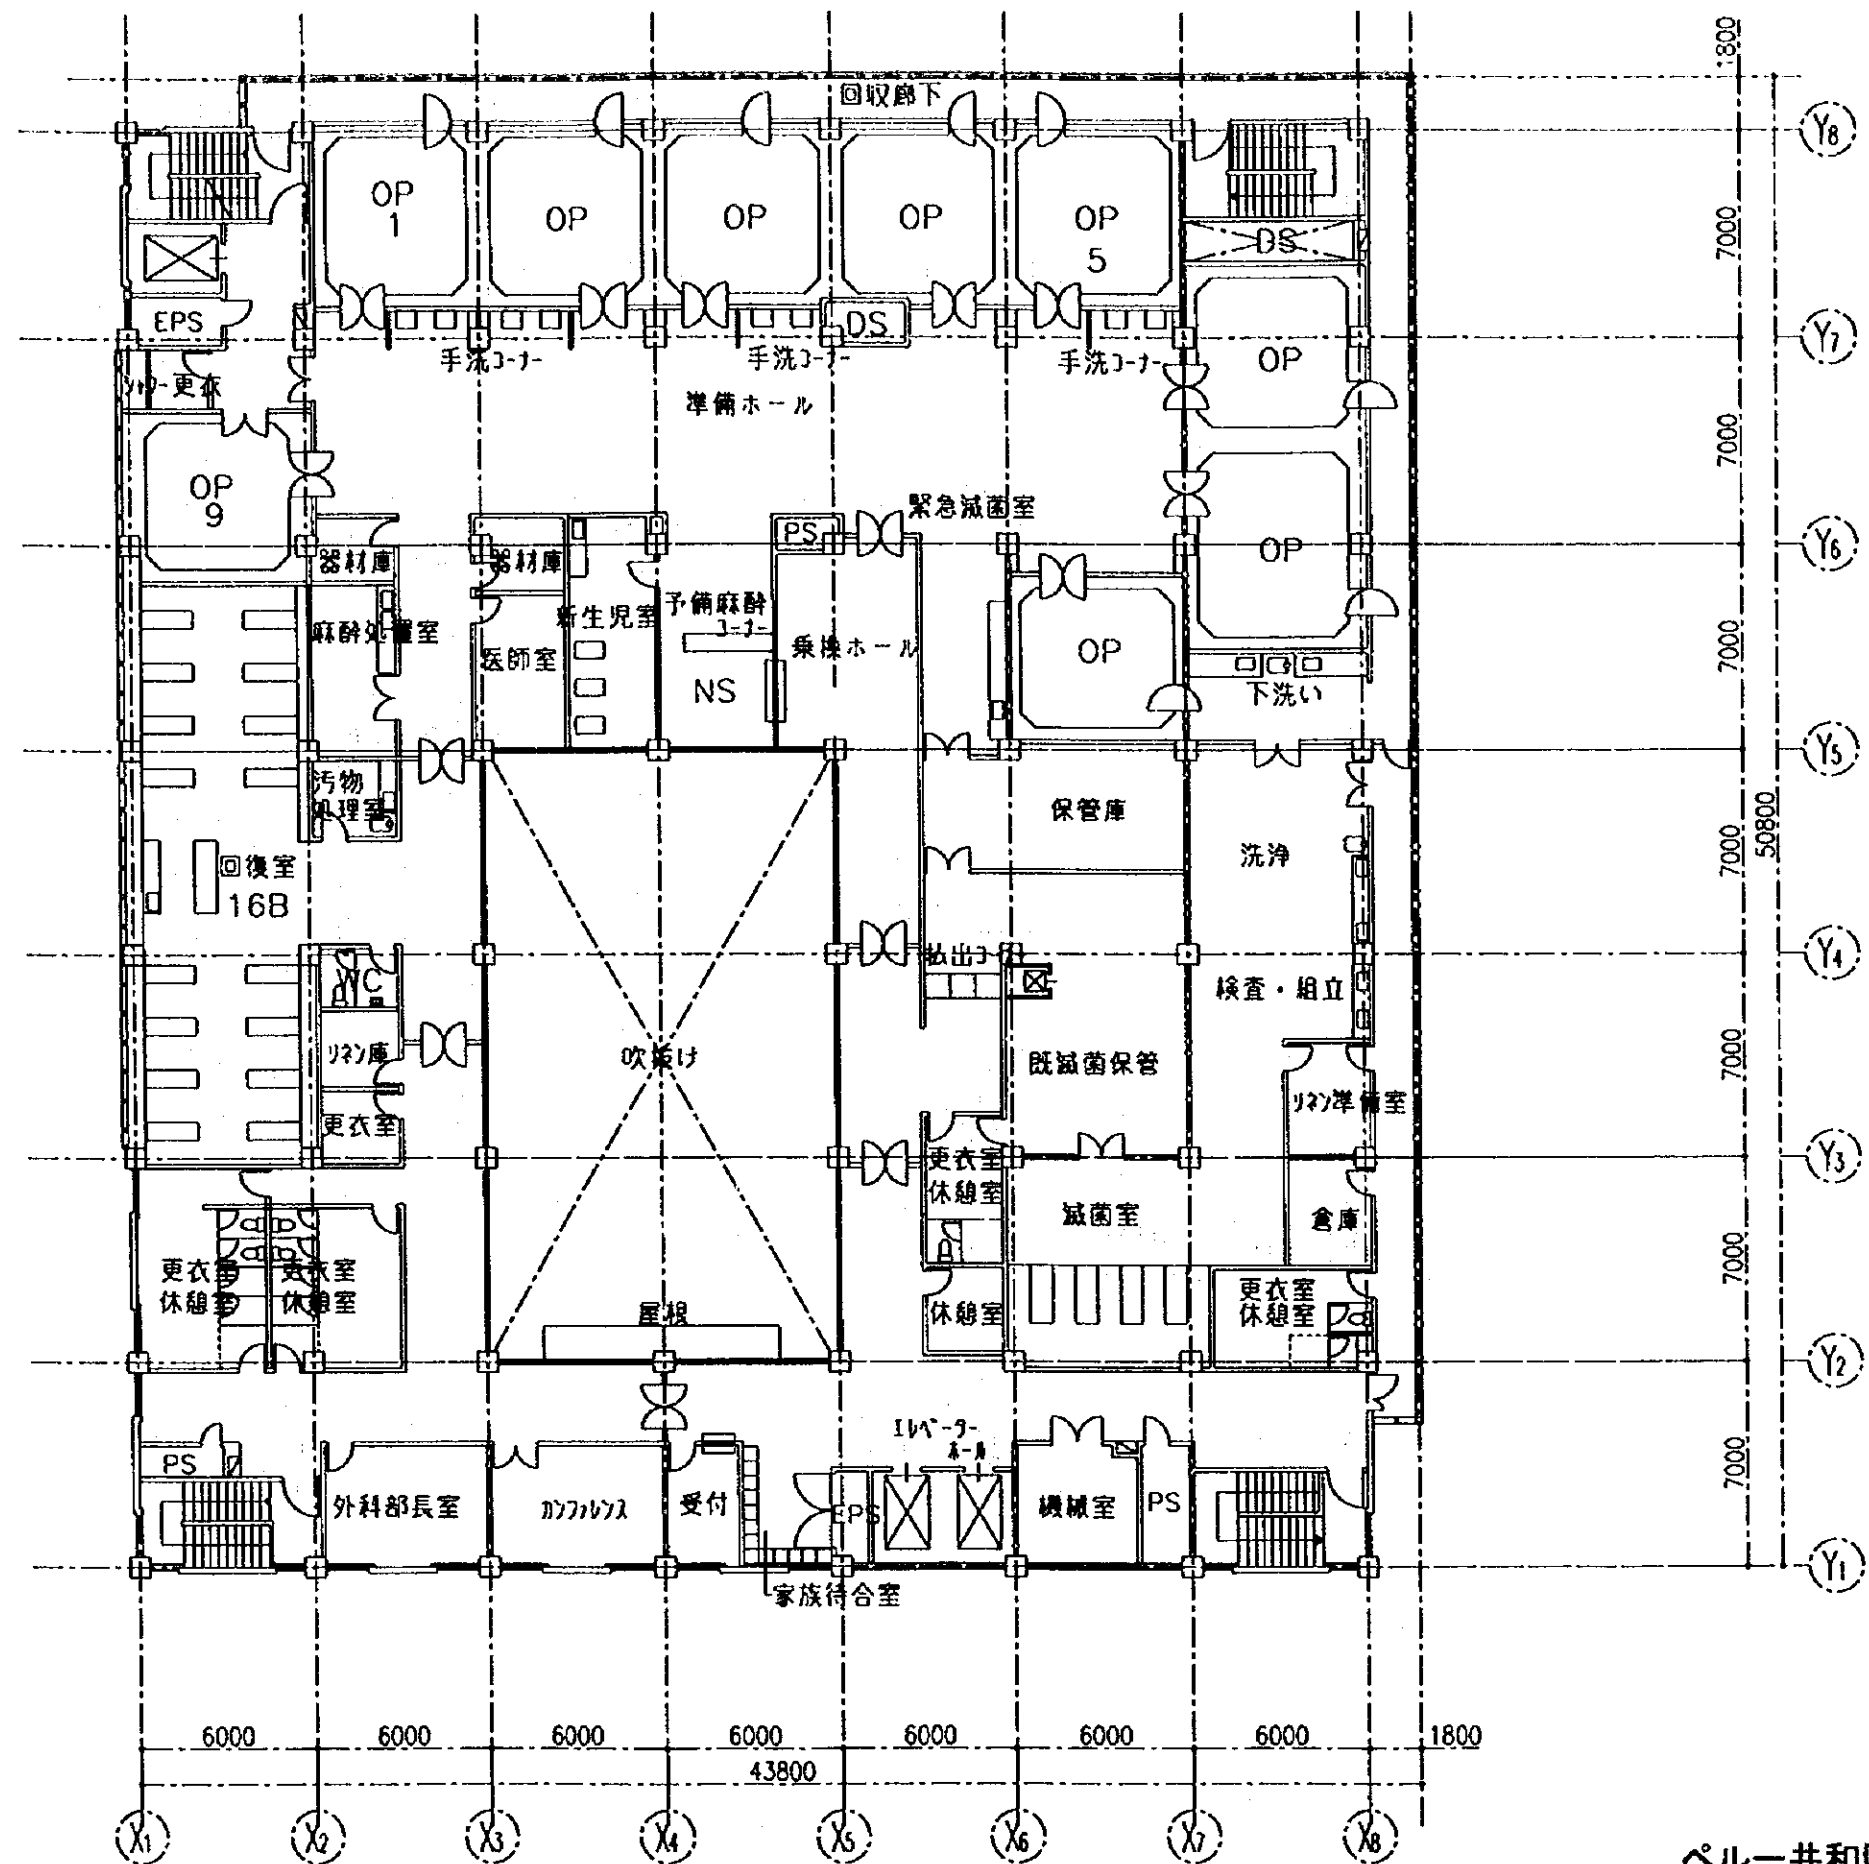 1800
回収廊下
Y8
OP
1
OP
OP
OP
OP
5
7000
DS
EPS
DS
Y7
手洗コーナー
手洗コーナー
手洗コーナー
OP
シャワー更衣
準備ホール
7000
OP
9
緊急滅菌室
PS
OP
Y6
器材庫
器材庫
新生児室
予備麻酔
コーナー
麻酔処置室
乗換ホール
医師室
OP
7000
NS
下洗い
Y5
汚物
処理室
保管庫
50800
洗浄
7000
回復室
16B
払出コーナー
Y4
WC
検査・組立
リネン庫
吹抜け
既滅菌保管
7000
リネン準備室
更衣室
更衣室
休憩室
Y3
滅菌室
倉庫
更衣室
休憩室
更衣室
休憩室
7000
更衣室
休憩室
屋根
休憩室
Y2
エレベーター
ホール
PS
7000
外科部長室
カンファレンス
受付
EPS
機械室
PS
Y1
家族待合室
6000
6000
6000
6000
6000
6000
6000
1800
43800
X1
X2
X3
X4
X5
X6
X7
X8
ペルー共和